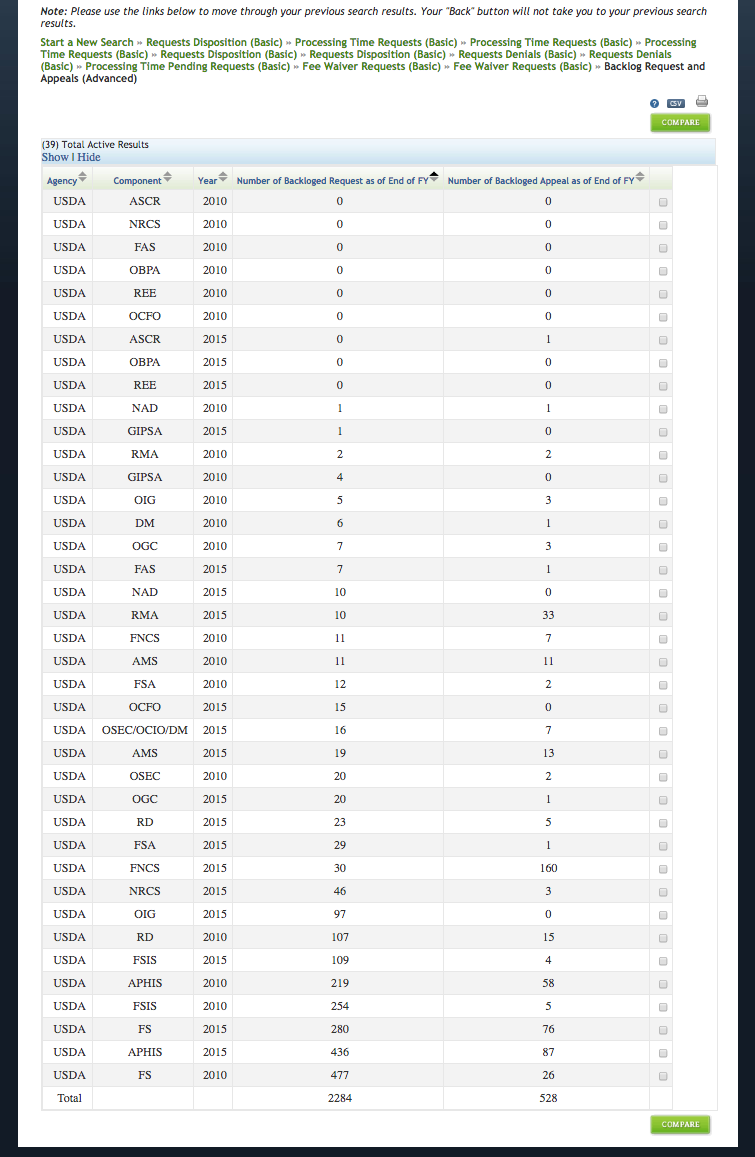 Note: Please use the links below to move through your previous search results. Your "Back" button will not take you to your previous search
results.
Start a New Search » Requests Disposition (Basic) » Processing Time Requests (Basic) » Processing Time Requests (Basic) » Processing
Time Requests (Basic) » Requests Disposition (Basic) » Requests Disposition (Basic) » Requests Denials (Basic) » Requests Denials
(Basic) » Processing Time Pending Requests (Basic) » Fee Waiver Requests (Basic) » Fee Waiver Requests (Basic) » Backlog Request and
Appeals (Advanced)
? CSV
COMPARE
(39) Total Active Results
Show | Hide
Agency Component Year Number of Backloged Request as of End of FY Number of Backloged Appeal as of End of FY
USDA ASCR 2010 0 0
USDA NRCS 2010 0 0
USDA FAS 2010 0 0
USDA OBPA 2010 0 0
USDA REE 2010 0 0
USDA OCFO 2010 0 0
USDA ASCR 2015 0 1
USDA OBPA 2015 0 0
USDA REE 2015 0 0
USDA NAD 2010 1 1
USDA GIPSA 2015 1 0
USDA RMA 2010 2 2
USDA GIPSA 2010 4 0
USDA OIG 2010 5 3
USDA DM 2010 6 1
USDA OGC 2010 7 3
USDA FAS 2015 7 1
USDA NAD 2015 10 0
USDA RMA 2015 10 33
USDA FNCS 2010 11 7
USDA AMS 2010 11 11
USDA FSA 2010 12 2
USDA OCFO 2015 15 0
USDA OSEC/OCIO/DM 2015 16 7
USDA AMS 2015 19 13
USDA OSEC 2010 20 2
USDA OGC 2015 20 1
USDA RD 2015 23 5
USDA FSA 2015 29 1
USDA FNCS 2015 30 160
USDA NRCS 2015 46 3
USDA OIG 2015 97 0
USDA RD 2010 107 15
USDA FSIS 2015 109 4
USDA APHIS 2010 219 58
USDA FSIS 2010 254 5
USDA FS 2015 280 76
USDA APHIS 2015 436 87
USDA FS 2010 477 26
Total 2284 528
COMPARE